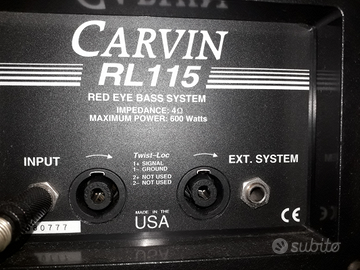 CARVIN
RL115
RED EYE BASS SYSTEM
IMPEDANCE: 4Ω
MAXIMUM POWER: 600 Watts
INPUT
Twist-Loc
1+ SIGNAL
1- GROUND
2+ NOT USED
2- NOT USED
EXT. SYSTEM
MADE IN THE
USA
CE
subito